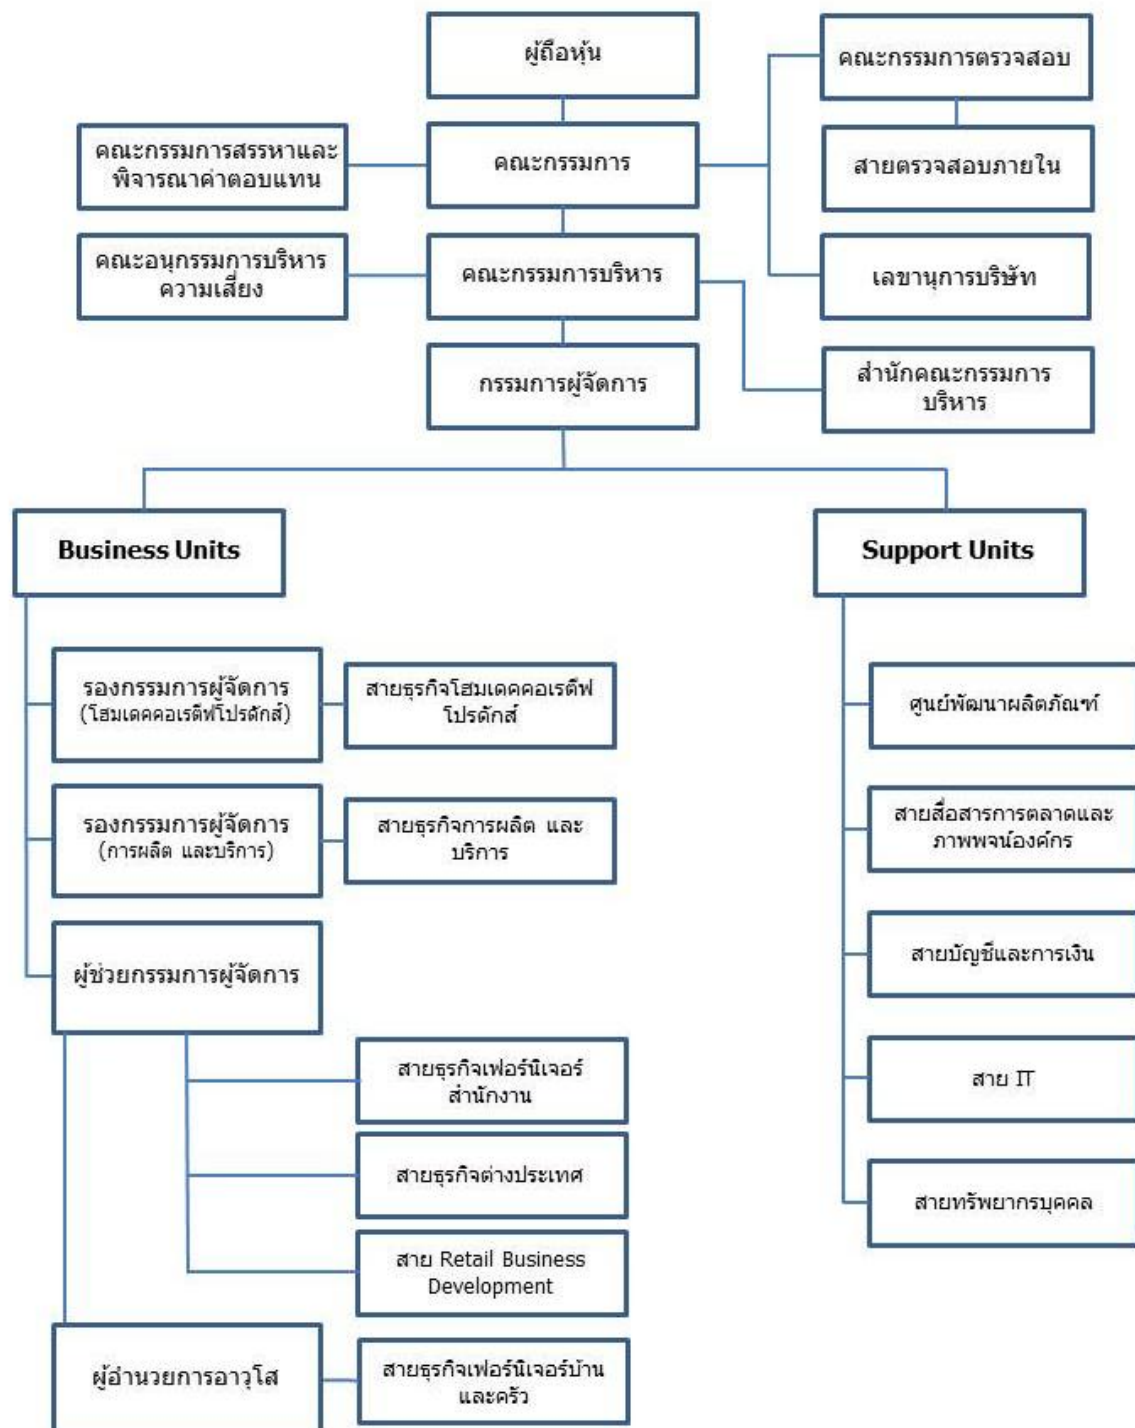 ผู้ถือหุ้น
คณะกรรมการตรวจสอบ
คณะกรรมการสรรหาและ
พิจารณาค่าตอบแทน
คณะกรรมการ
สายตรวจสอบภายใน
คณะอนุกรรมการบริหาร
ความเสี่ยง
คณะกรรมการบริหาร
เลขานุการบริษัท
กรรมการผู้จัดการ
สำนักคณะกรรมการ
บริหาร
Business Units
Support Units
รองกรรมการผู้จัดการ
(โฮมเดคคอเรตีฟโปรดักส์)
สายธุรกิจโฮมเดคคอเรตีฟ
โปรดักส์
ศูนย์พัฒนาผลิตภัณฑ์
รองกรรมการผู้จัดการ
(การผลิต และบริการ)
สายธุรกิจการผลิต และ
บริการ
สายสื่อสารการตลาดและ
ภาพพจน์องค์กร
ผู้ช่วยกรรมการผู้จัดการ
สายบัญชีและการเงิน
สายธุรกิจเฟอร์นิเจอร์
สำนักงาน
สาย IT
สายธุรกิจต่างประเทศ
สายทรัพยากรบุคคล
สาย Retail Business
Development
ผู้อำนวยการอาวุโส
สายธุรกิจเฟอร์นิเจอร์บ้าน
และครัว